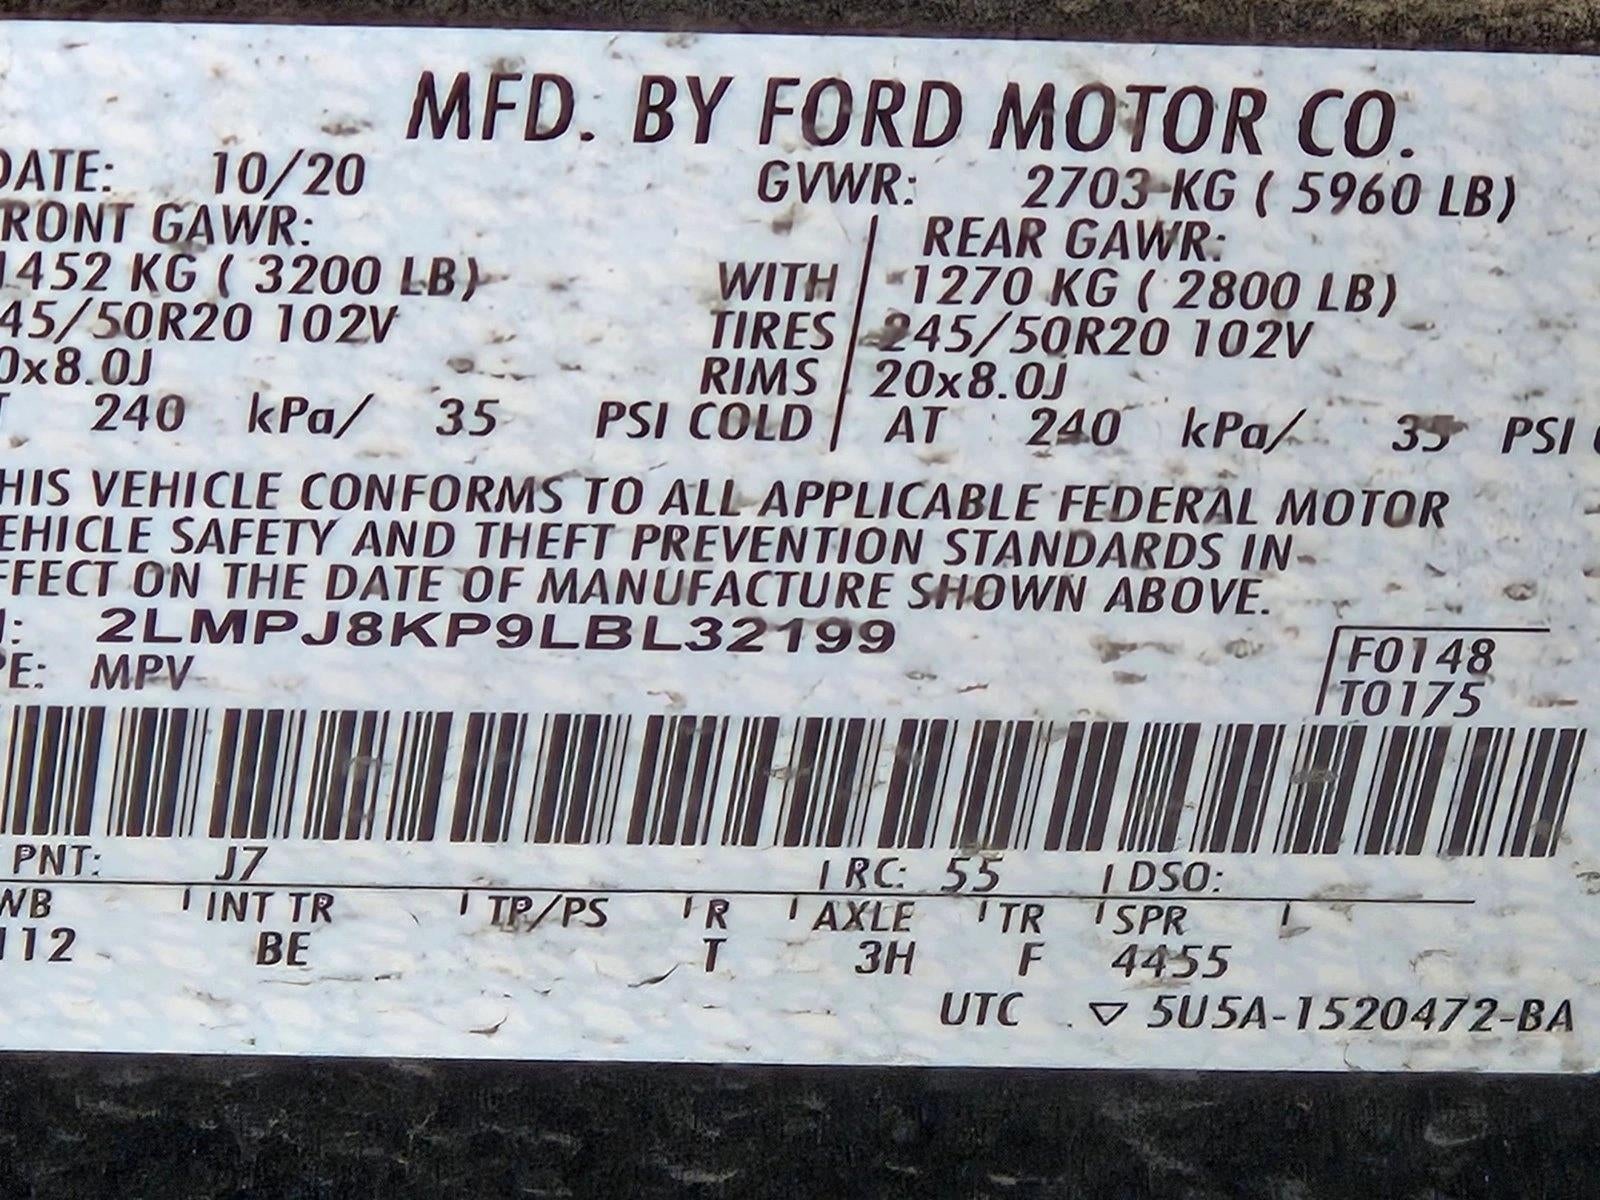 MFD. BY FORD MOTOR CO.
DATE: 10/20 GVWR: 2703 KG ( 5960 LB)
RONT GAWR: REAR GAWR:
1452 KG ( 3200 LB) WITH 1270 KG ( 2800 LB)
45/50R20 102V TIRES 245/50R20 102V
0x8.0J RIMS 20x8.0J
T 240 kPa/ 35 PSI COLD AT 240 kPa/ 35 PSI
HIS VEHICLE CONFORMS TO ALL APPLICABLE FEDERAL MOTOR
EHICLE SAFETY AND THEFT PREVENTION STANDARDS IN
FFECT ON THE DATE OF MANUFACTURE SHOWN ABOVE.
: 2LMPJ8KP9LBL32199
PE: MPV
F0148
T0175
PNT: J7 RC: 55 DSO:
WB INT TR TP/PS R AXLE TR SPR
112 BE T 3H F 4455
UTC ▽ 5U5A-1520472-BA